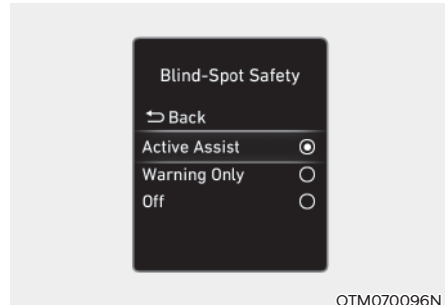 Blind-Spot Safety
Back
Active Assist
Warning Only
Off
OTM070096N